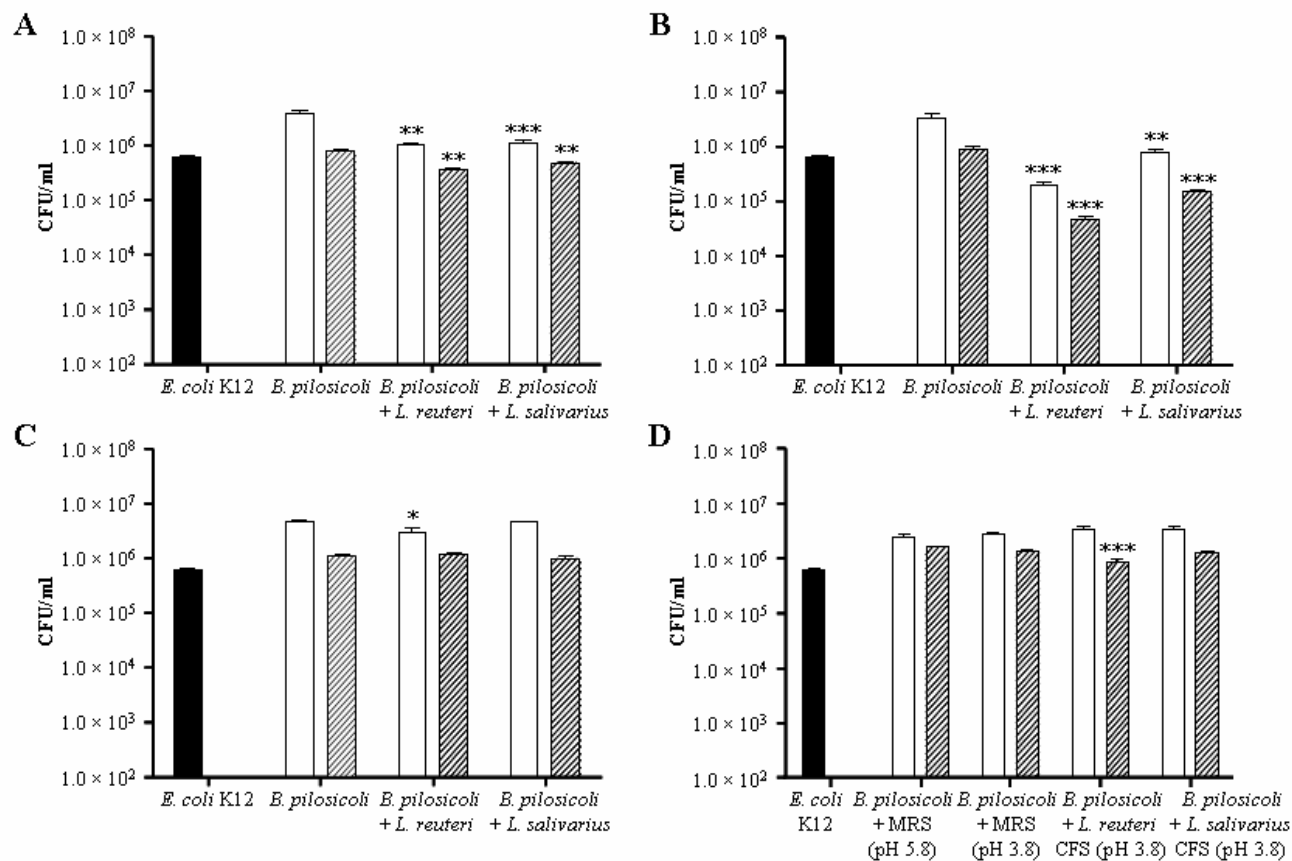 A
B
1.0 × 10⁸
1.0 × 10⁷
1.0 × 10⁶
1.0 × 10⁵
1.0 × 10⁴
1.0 × 10³
1.0 × 10²
CFU/ml
** ** *** **
E. coli K12 B. pilosicoli B. pilosicoli B. pilosicoli
+ L. reuteri + L. salivarius
1.0 × 10⁸
1.0 × 10⁷
1.0 × 10⁶
1.0 × 10⁵
1.0 × 10⁴
1.0 × 10³
1.0 × 10²
CFU/ml
*** *** ** ***
E. coli K12 B. pilosicoli B. pilosicoli B. pilosicoli
+ L. reuteri + L. salivarius
C
D
1.0 × 10⁸
1.0 × 10⁷
1.0 × 10⁶
1.0 × 10⁵
1.0 × 10⁴
1.0 × 10³
1.0 × 10²
CFU/ml
*
E. coli K12 B. pilosicoli B. pilosicoli B. pilosicoli
+ L. reuteri + L. salivarius
1.0 × 10⁸
1.0 × 10⁷
1.0 × 10⁶
1.0 × 10⁵
1.0 × 10⁴
1.0 × 10³
1.0 × 10²
CFU/ml
***
E. coli B. pilosicoli B. pilosicoli B. pilosicoli B. pilosicoli
K12 + MRS + MRS + L. reuteri + L. salivarius
(pH 5.8) (pH 3.8) CFS (pH 3.8) CFS (pH 3.8)